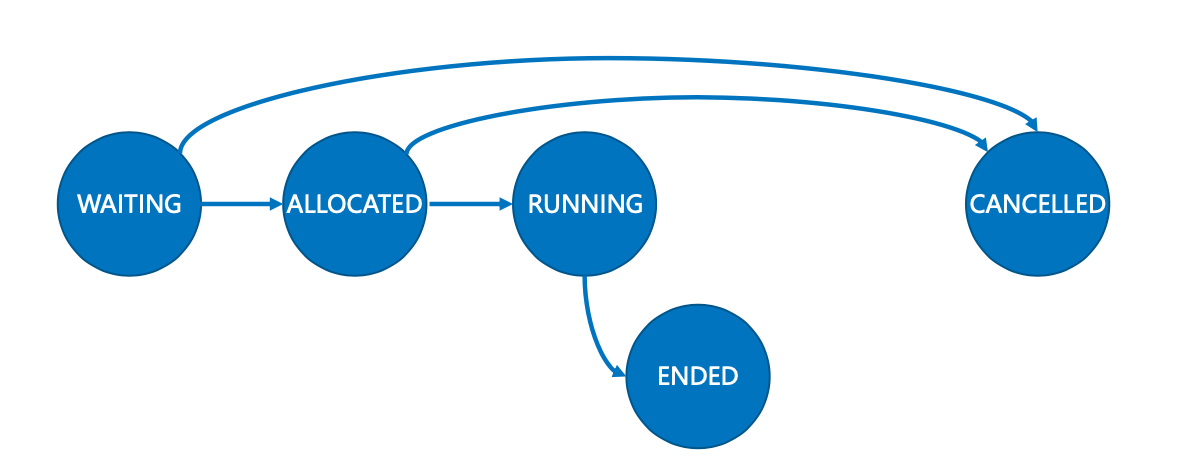 WAITING
ALLOCATED
RUNNING
CANCELLED
ENDED